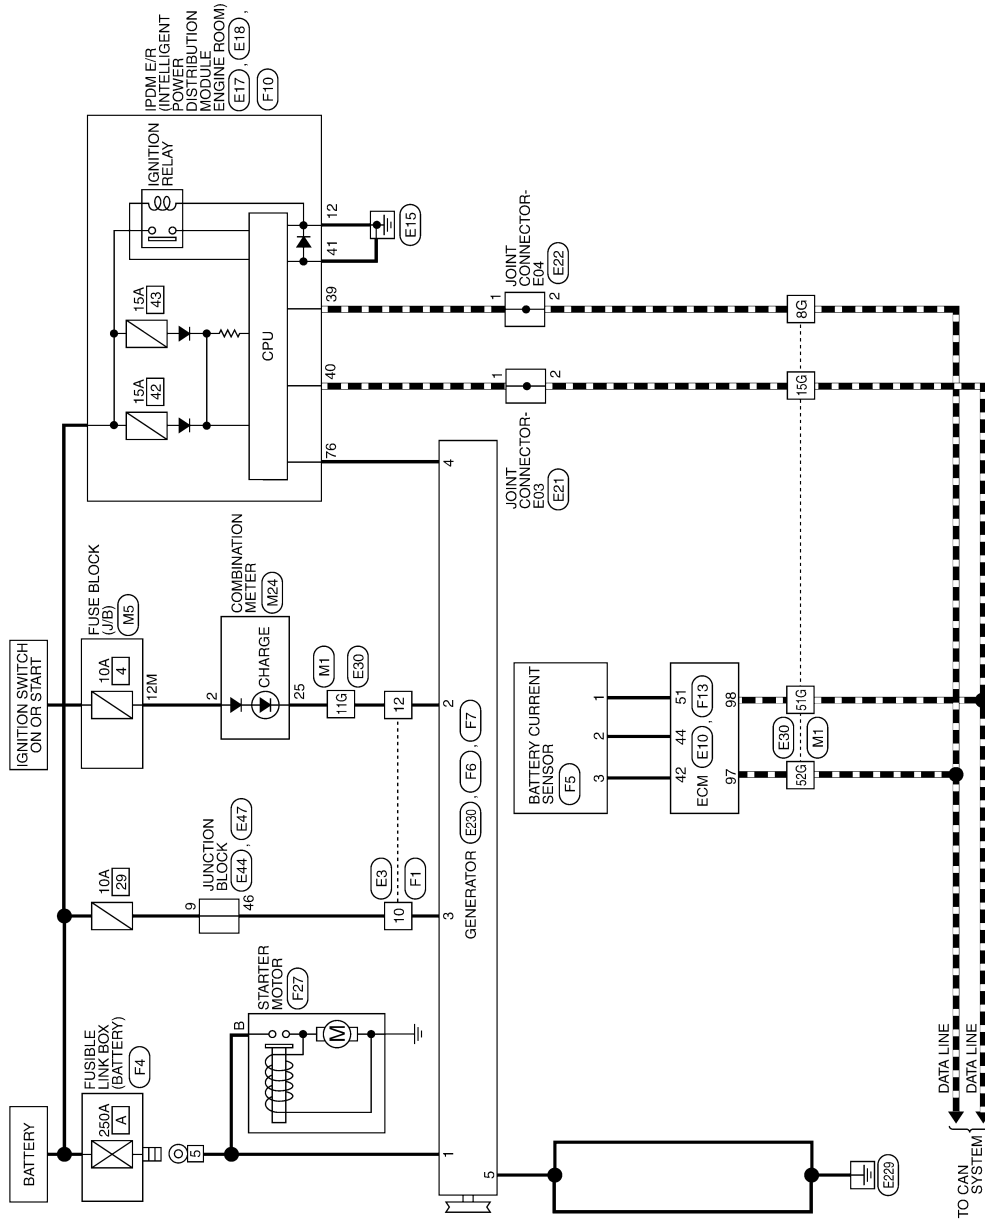 BATTERY
FUSIBLE
LINK BOX
(BATTERY)
F4
250A
A
5
B
STARTER
MOTOR
F27
M
10A
29
9
46
JUNCTION
BLOCK
E44 , E47
E3
F1
10
IGNITION SWITCH
ON OR START
FUSE BLOCK
(J/B)
M5
10A
4
12M
COMBINATION
METER
M24
2
CHARGE
25
11G
M1
E30
12
IPDM E/R
(INTELLIGENT
POWER
DISTRIBUTION
MODULE
ENGINE ROOM)
E17 , E18 ,
F10
IGNITION
RELAY
15A
42
15A
43
CPU
76
40
39
41
12
E15
1
3
2
4
5
GENERATOR E230 , F6 , F7
JOINT
CONNECTOR-
E03
E21
1
2
JOINT
CONNECTOR-
E04
E22
1
2
BATTERY CURRENT
SENSOR
F5
3
2
1
42
44
51
ECM E10 , F13
97
98
52G
51G
E30
M1
15G
8G
E229
DATA LINE
DATA LINE
TO CAN
SYSTEM